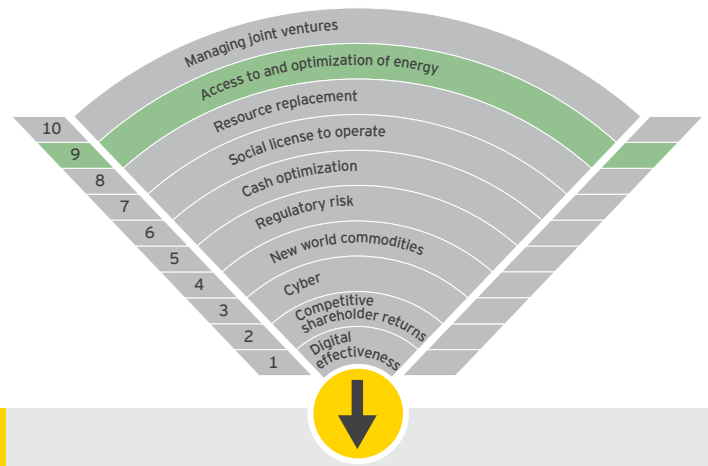 Managing joint ventures
Access to and optimization of energy
Resource replacement
Social license to operate
Cash optimization
Regulatory risk
New world commodities
Cyber
Competitive
shareholder returns
Digital
effectiveness
10
9
8
7
6
5
4
3
2
1